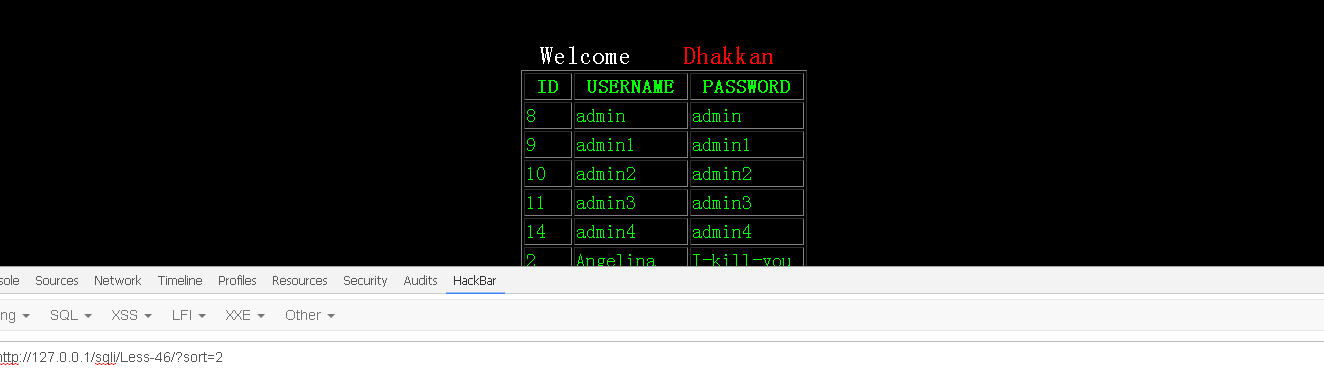 Welcome Dhakkan
ID USERNAME PASSWORD
8 admin admin
9 admin1 admin1
10 admin2 admin2
11 admin3 admin3
14 admin4 admin4
2 Angelina I-kill-you
sole Sources Network Timeline Profiles Resources Security Audits HackBar
ng SQL XSS LFI XXE Other
http://127.0.0.1/sqli/Less-46/?sort=2